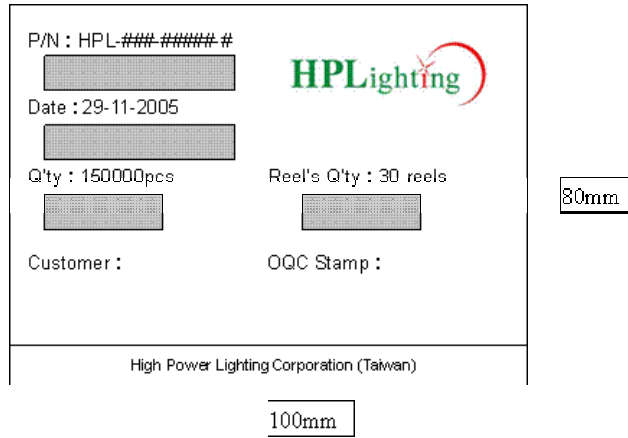 P/N : HPL-###-#####-#
HPLighting
Date : 29-11-2005
Q'ty : 150000pcs
Reel's Q'ty : 30 reels
80mm
Customer :
OQC Stamp :
High Power Lighting Corporation (Taiwan)
100mm